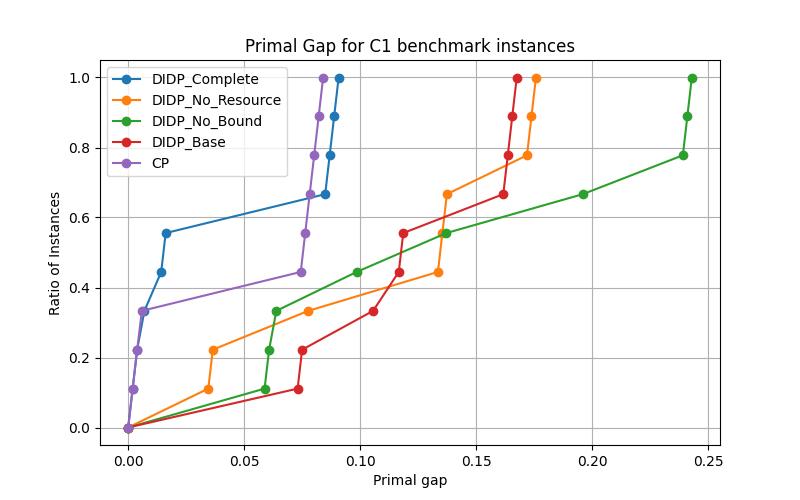 Primal Gap for C1 benchmark instances
DIDP_Complete
DIDP_No_Resource
DIDP_No_Bound
DIDP_Base
CP
1.0
0.8
0.6
0.4
0.2
0.0
Ratio of Instances
0.00 0.05 0.10 0.15 0.20 0.25
Primal gap